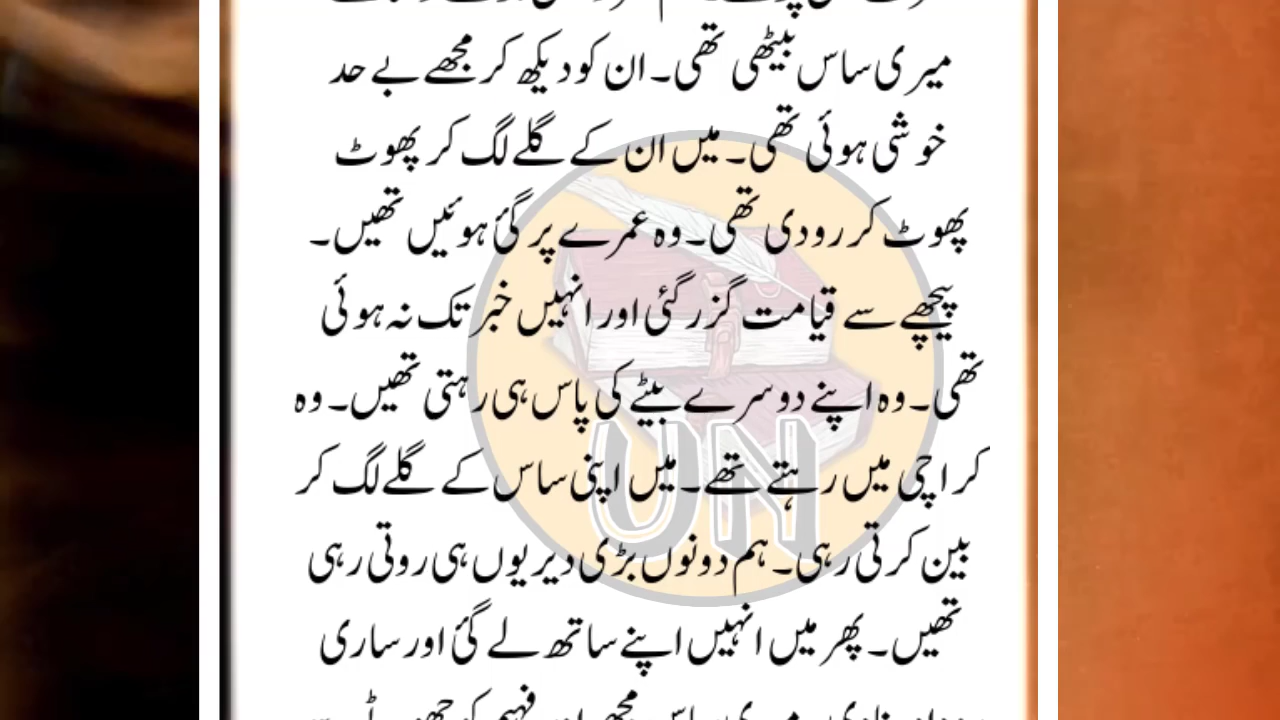 میری ساس بیٹھی تھی۔ ان کو دیکھ کر مجھے بے حد
خوشی ہوئی تھی۔ میں ان کے گلے لگ کر پھوٹ
پھوٹ کر رودی تھی۔ وہ عمرے پر گئ ہوئیں تھیں۔
پیچھے سے قیامت گزر گئی اور انہیں خبر تک نہ ہوئی
تھی۔ وہ اپنے دوسرے بیٹے کی پاس ہی رہتی تھیں۔ وہ
کراچی میں رہتے تھے۔ میں اپنی ساس کے گلے لگ کر
بین کرتی رہی۔ ہم دونوں بڑی دیر یوں ہی روتی رہی
تھیں۔ پھر میں انہیں اپنے ساتھ لے گئ اور ساری
UN